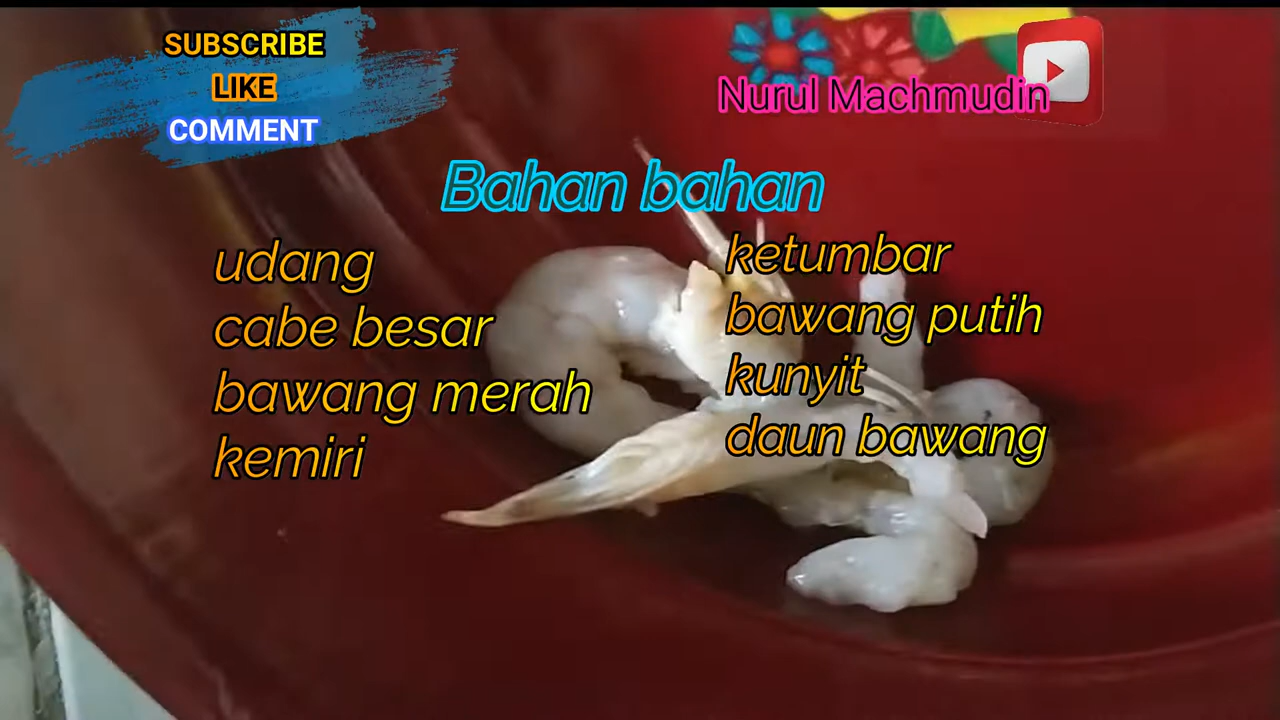 SUBSCRIBE
LIKE
COMMENT
Nurul Machmudin
Bahan bahan
udang
cabe besar
bawang merah
kemiri
ketumbar
bawang putih
kunyit
daun bawang